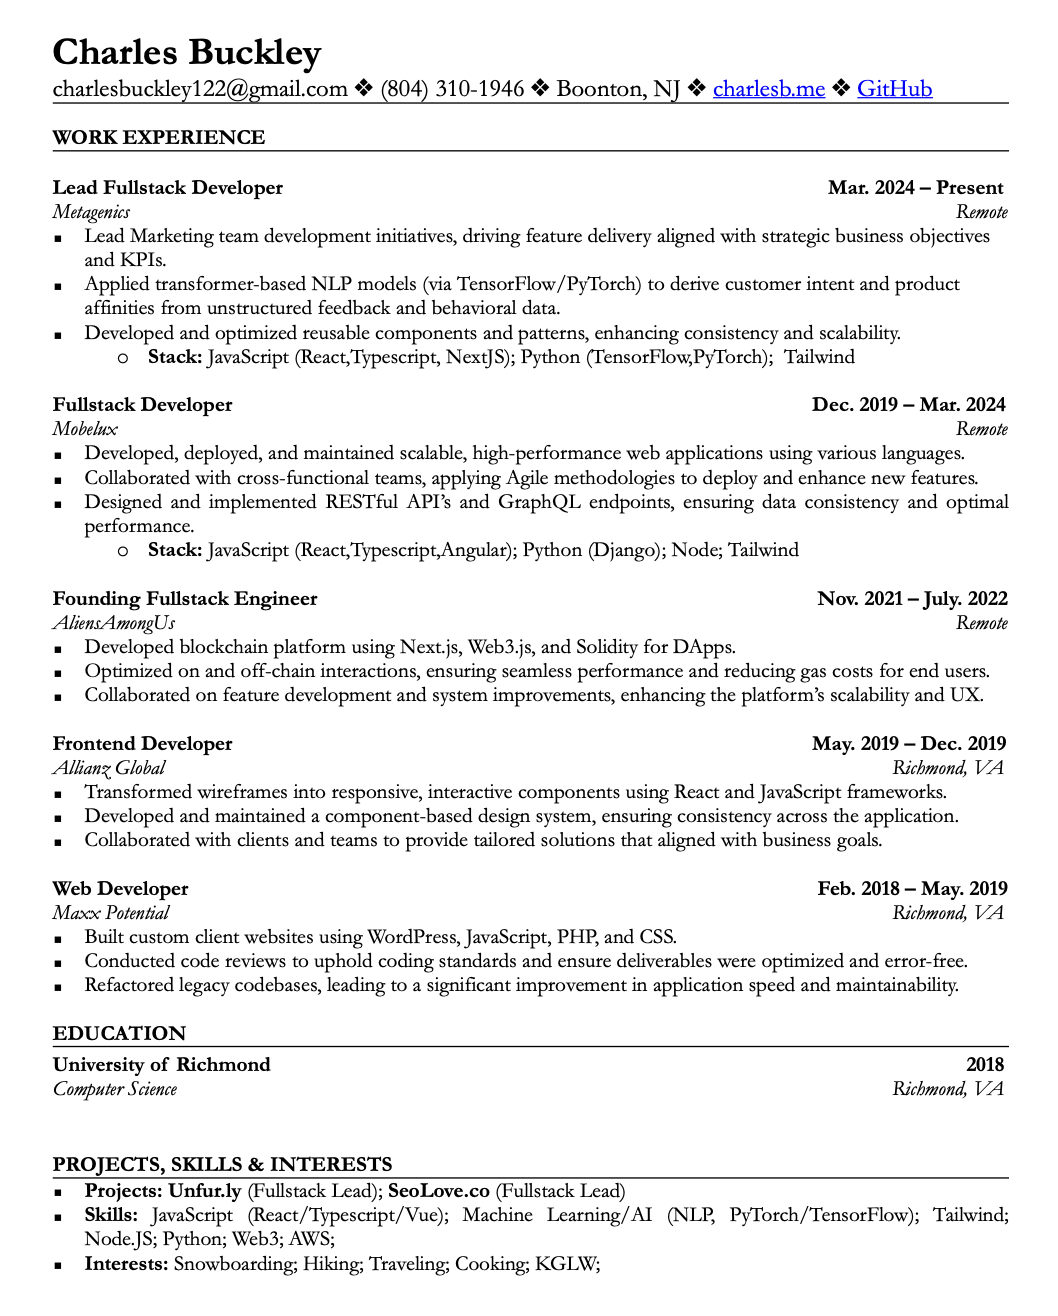 Charles Buckley
charlesbuckley122@gmail.com ❖ (804) 310-1946 ❖ Boonton, NJ ❖ charlesb.me ❖ GitHub
WORK EXPERIENCE
Lead Fullstack Developer Mar. 2024 – Present
Metagenics Remote
▪ Lead Marketing team development initiatives, driving feature delivery aligned with strategic business objectives
and KPIs.
▪ Applied transformer-based NLP models (via TensorFlow/PyTorch) to derive customer intent and product
affinities from unstructured feedback and behavioral data.
▪ Developed and optimized reusable components and patterns, enhancing consistency and scalability.
o Stack: JavaScript (React,Typescript, NextJS); Python (TensorFlow,PyTorch); Tailwind
Fullstack Developer Dec. 2019 – Mar. 2024
Mobelux Remote
▪ Developed, deployed, and maintained scalable, high-performance web applications using various languages.
▪ Collaborated with cross-functional teams, applying Agile methodologies to deploy and enhance new features.
▪ Designed and implemented RESTful API’s and GraphQL endpoints, ensuring data consistency and optimal
performance.
o Stack: JavaScript (React,Typescript,Angular); Python (Django); Node; Tailwind
Founding Fullstack Engineer Nov. 2021 – July. 2022
AliensAmongUs Remote
▪ Developed blockchain platform using Next.js, Web3.js, and Solidity for DApps.
▪ Optimized on and off-chain interactions, ensuring seamless performance and reducing gas costs for end users.
▪ Collaborated on feature development and system improvements, enhancing the platform’s scalability and UX.
Frontend Developer May. 2019 – Dec. 2019
Allianz Global Richmond, VA
▪ Transformed wireframes into responsive, interactive components using React and JavaScript frameworks.
▪ Developed and maintained a component-based design system, ensuring consistency across the application.
▪ Collaborated with clients and teams to provide tailored solutions that aligned with business goals.
Web Developer Feb. 2018 – May. 2019
Maxx Potential Richmond, VA
▪ Built custom client websites using WordPress, JavaScript, PHP, and CSS.
▪ Conducted code reviews to uphold coding standards and ensure deliverables were optimized and error-free.
▪ Refactored legacy codebases, leading to a significant improvement in application speed and maintainability.
EDUCATION
University of Richmond 2018
Computer Science Richmond, VA
PROJECTS, SKILLS & INTERESTS
▪ Projects: Unfur.ly (Fullstack Lead); SeoLove.co (Fullstack Lead)
▪ Skills: JavaScript (React/Typescript/Vue); Machine Learning/AI (NLP, PyTorch/TensorFlow); Tailwind;
Node.JS; Python; Web3; AWS;
▪ Interests: Snowboarding; Hiking; Traveling; Cooking; KGLW;